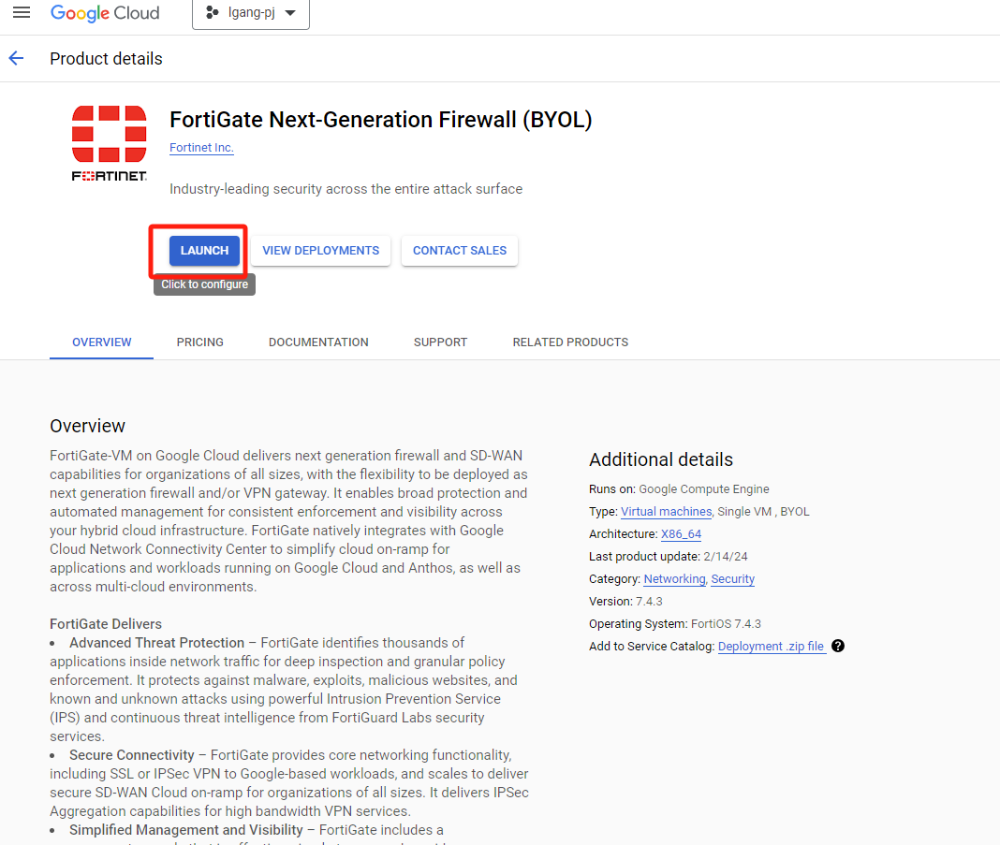 Google Cloud
lgang-pj
Product details
FORTINET
FortiGate Next-Generation Firewall (BYOL)
Fortinet Inc.
Industry-leading security across the entire attack surface
LAUNCH
VIEW DEPLOYMENTS
CONTACT SALES
Click to configure
OVERVIEW
PRICING
DOCUMENTATION
SUPPORT
RELATED PRODUCTS
Overview
FortiGate-VM on Google Cloud delivers next generation firewall and SD-WAN
capabilities for organizations of all sizes, with the flexibility to be deployed as
next generation firewall and/or VPN gateway. It enables broad protection and
automated management for consistent enforcement and visibility across
your hybrid cloud infrastructure. FortiGate natively integrates with Google
Cloud Network Connectivity Center to simplify cloud on-ramp for
applications and workloads running on Google Cloud and Anthos, as well as
across multi-cloud environments.
FortiGate Delivers
• Advanced Threat Protection – FortiGate identifies thousands of
applications inside network traffic for deep inspection and granular policy
enforcement. It protects against malware, exploits, malicious websites, and
known and unknown attacks using powerful Intrusion Prevention Service
(IPS) and continuous threat intelligence from FortiGuard Labs security
services.
• Secure Connectivity – FortiGate provides core networking functionality,
including SSL or IPSec VPN to Google-based workloads, and scales to deliver
secure SD-WAN Cloud on-ramp for organizations of all sizes. It delivers IPSec
Aggregation capabilities for high bandwidth VPN services.
• Simplified Management and Visibility – FortiGate includes a
Additional details
Runs on: Google Compute Engine
Type: Virtual machines, Single VM , BYOL
Architecture: X86_64
Last product update: 2/14/24
Category: Networking, Security
Version: 7.4.3
Operating System: FortiOS 7.4.3
Add to Service Catalog: Deployment .zip file ?